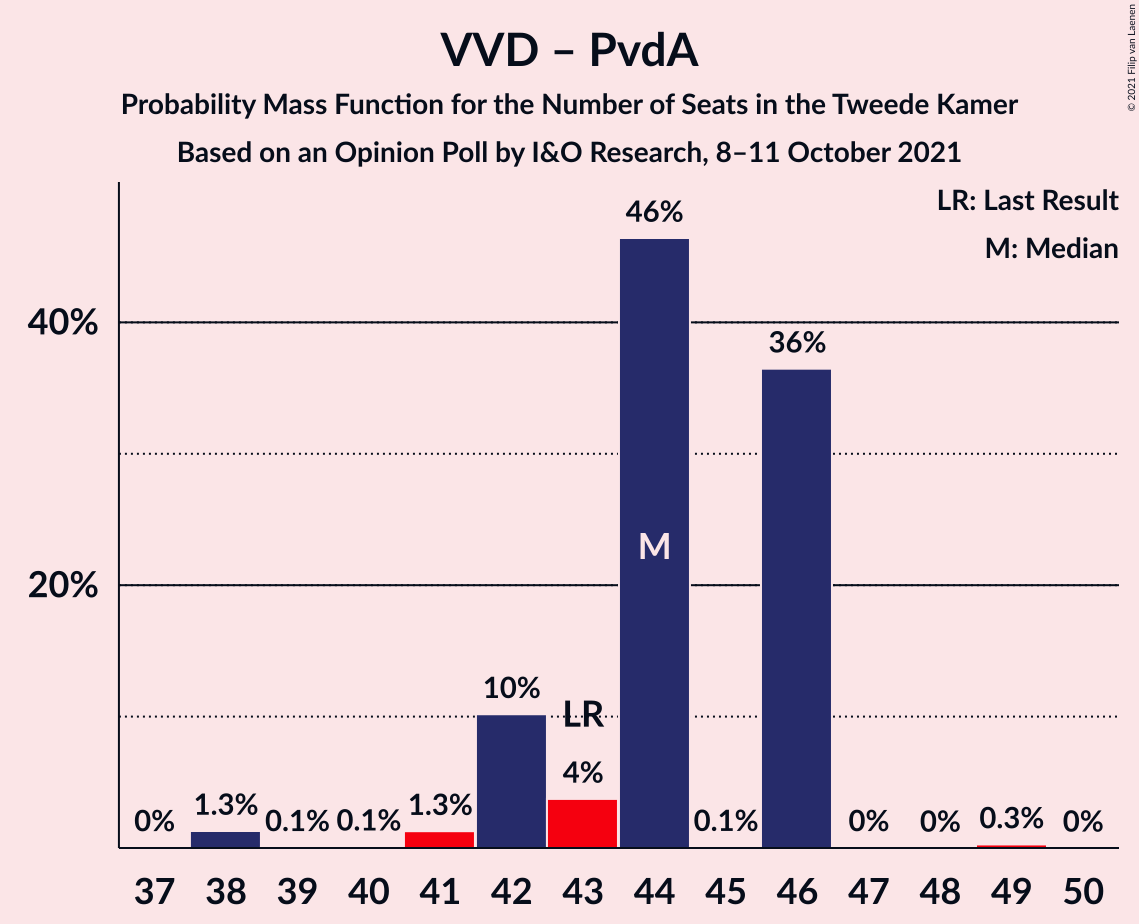 VVD – PvdA
Probability Mass Function for the Number of Seats in the Tweede Kamer
Based on an Opinion Poll by I&O Research, 8–11 October 2021
© 2021 Filip van Laenen
LR: Last Result
M: Median
40%
20%
0%
1.3%
0.1%
0.1%
1.3%
10%
LR
4%
46%
M
0.1%
36%
0%
0%
0.3%
0%
37 38 39 40 41 42 43 44 45 46 47 48 49 50